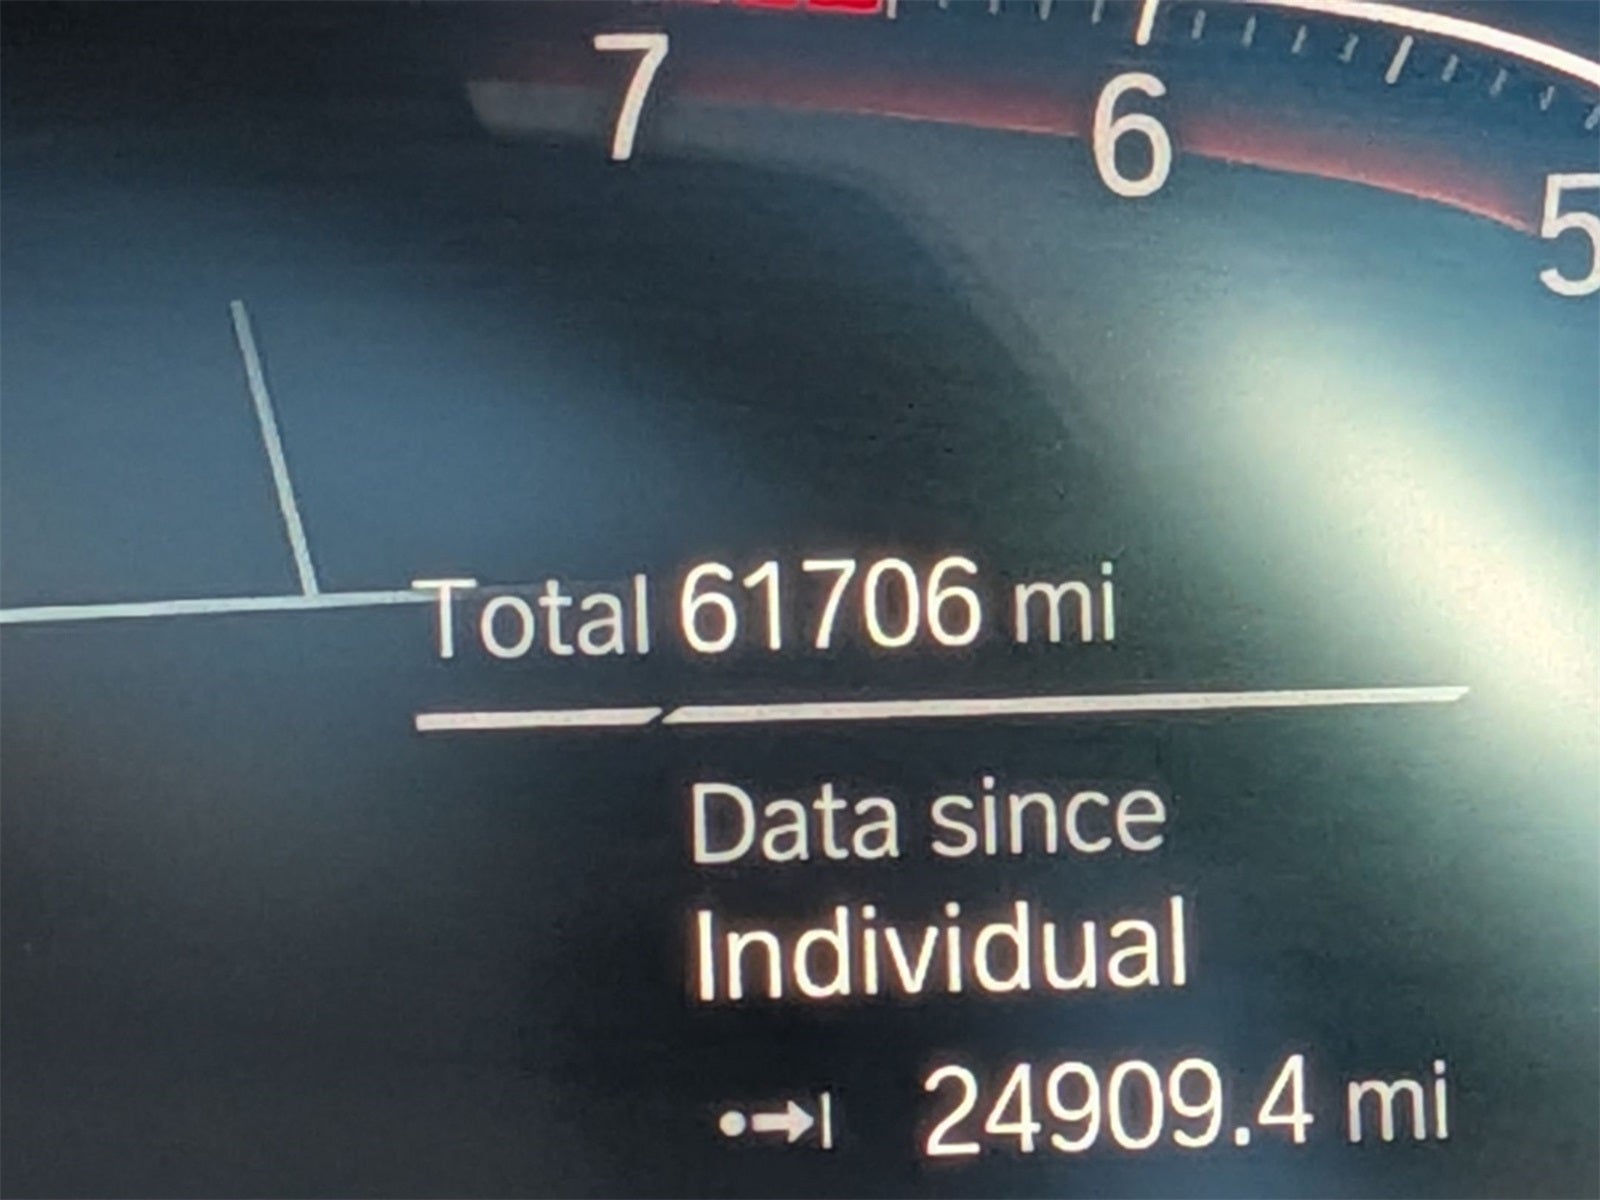 7 6 5
Total 61706 mi
Data since
Individual
24909.4 mi